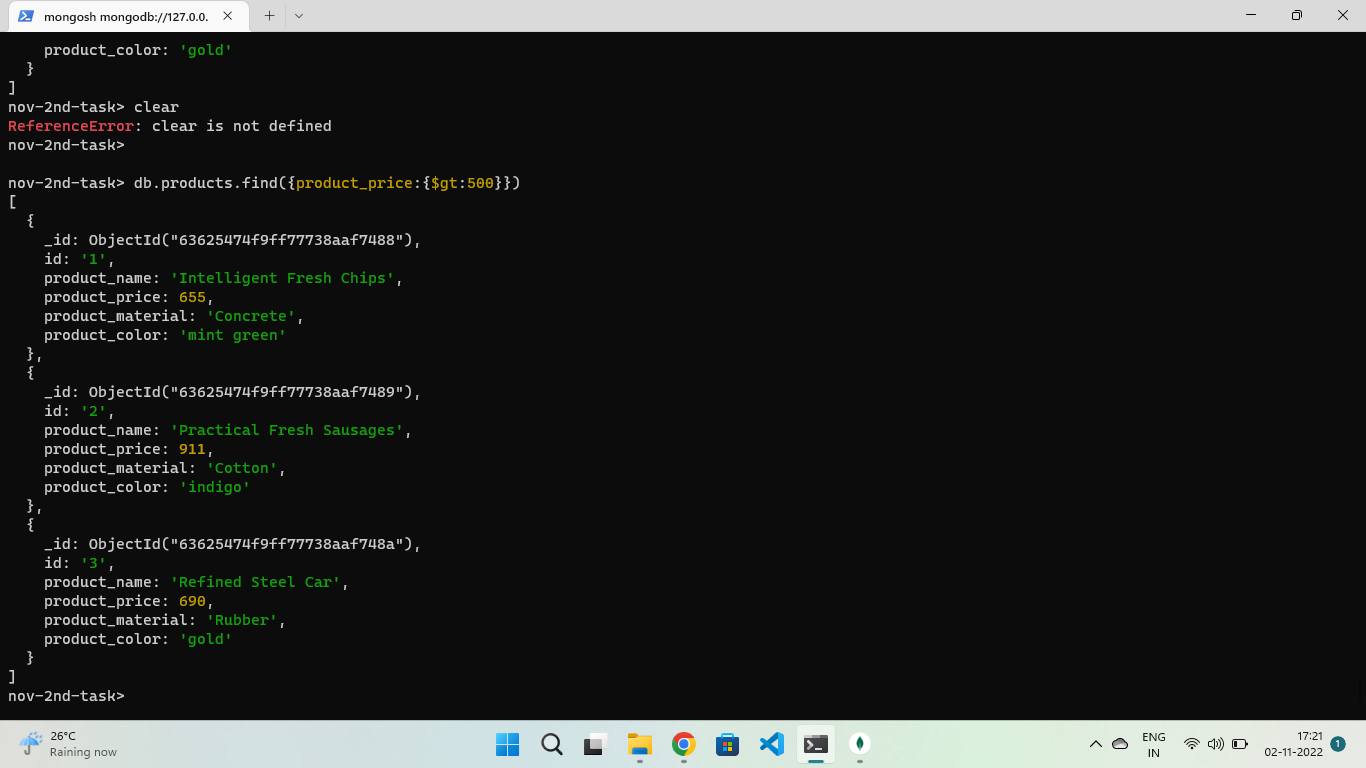 mongosh mongodb://127.0.0.
product_color: 'gold'
}
]
nov-2nd-task> clear
ReferenceError: clear is not defined
nov-2nd-task>
nov-2nd-task> db.products.find({product_price:{$gt:500}})
[
{
_id: ObjectId("63625474f9ff77738aaf7488"),
id: '1',
product_name: 'Intelligent Fresh Chips',
product_price: 655,
product_material: 'Concrete',
product_color: 'mint green'
},
{
_id: ObjectId("63625474f9ff77738aaf7489"),
id: '2',
product_name: 'Practical Fresh Sausages',
product_price: 911,
product_material: 'Cotton',
product_color: 'indigo'
},
{
_id: ObjectId("63625474f9ff77738aaf748a"),
id: '3',
product_name: 'Refined Steel Car',
product_price: 690,
product_material: 'Rubber',
product_color: 'gold'
}
]
nov-2nd-task>
26°C
Raining now
ENG
IN
17:21
02-11-2022
1